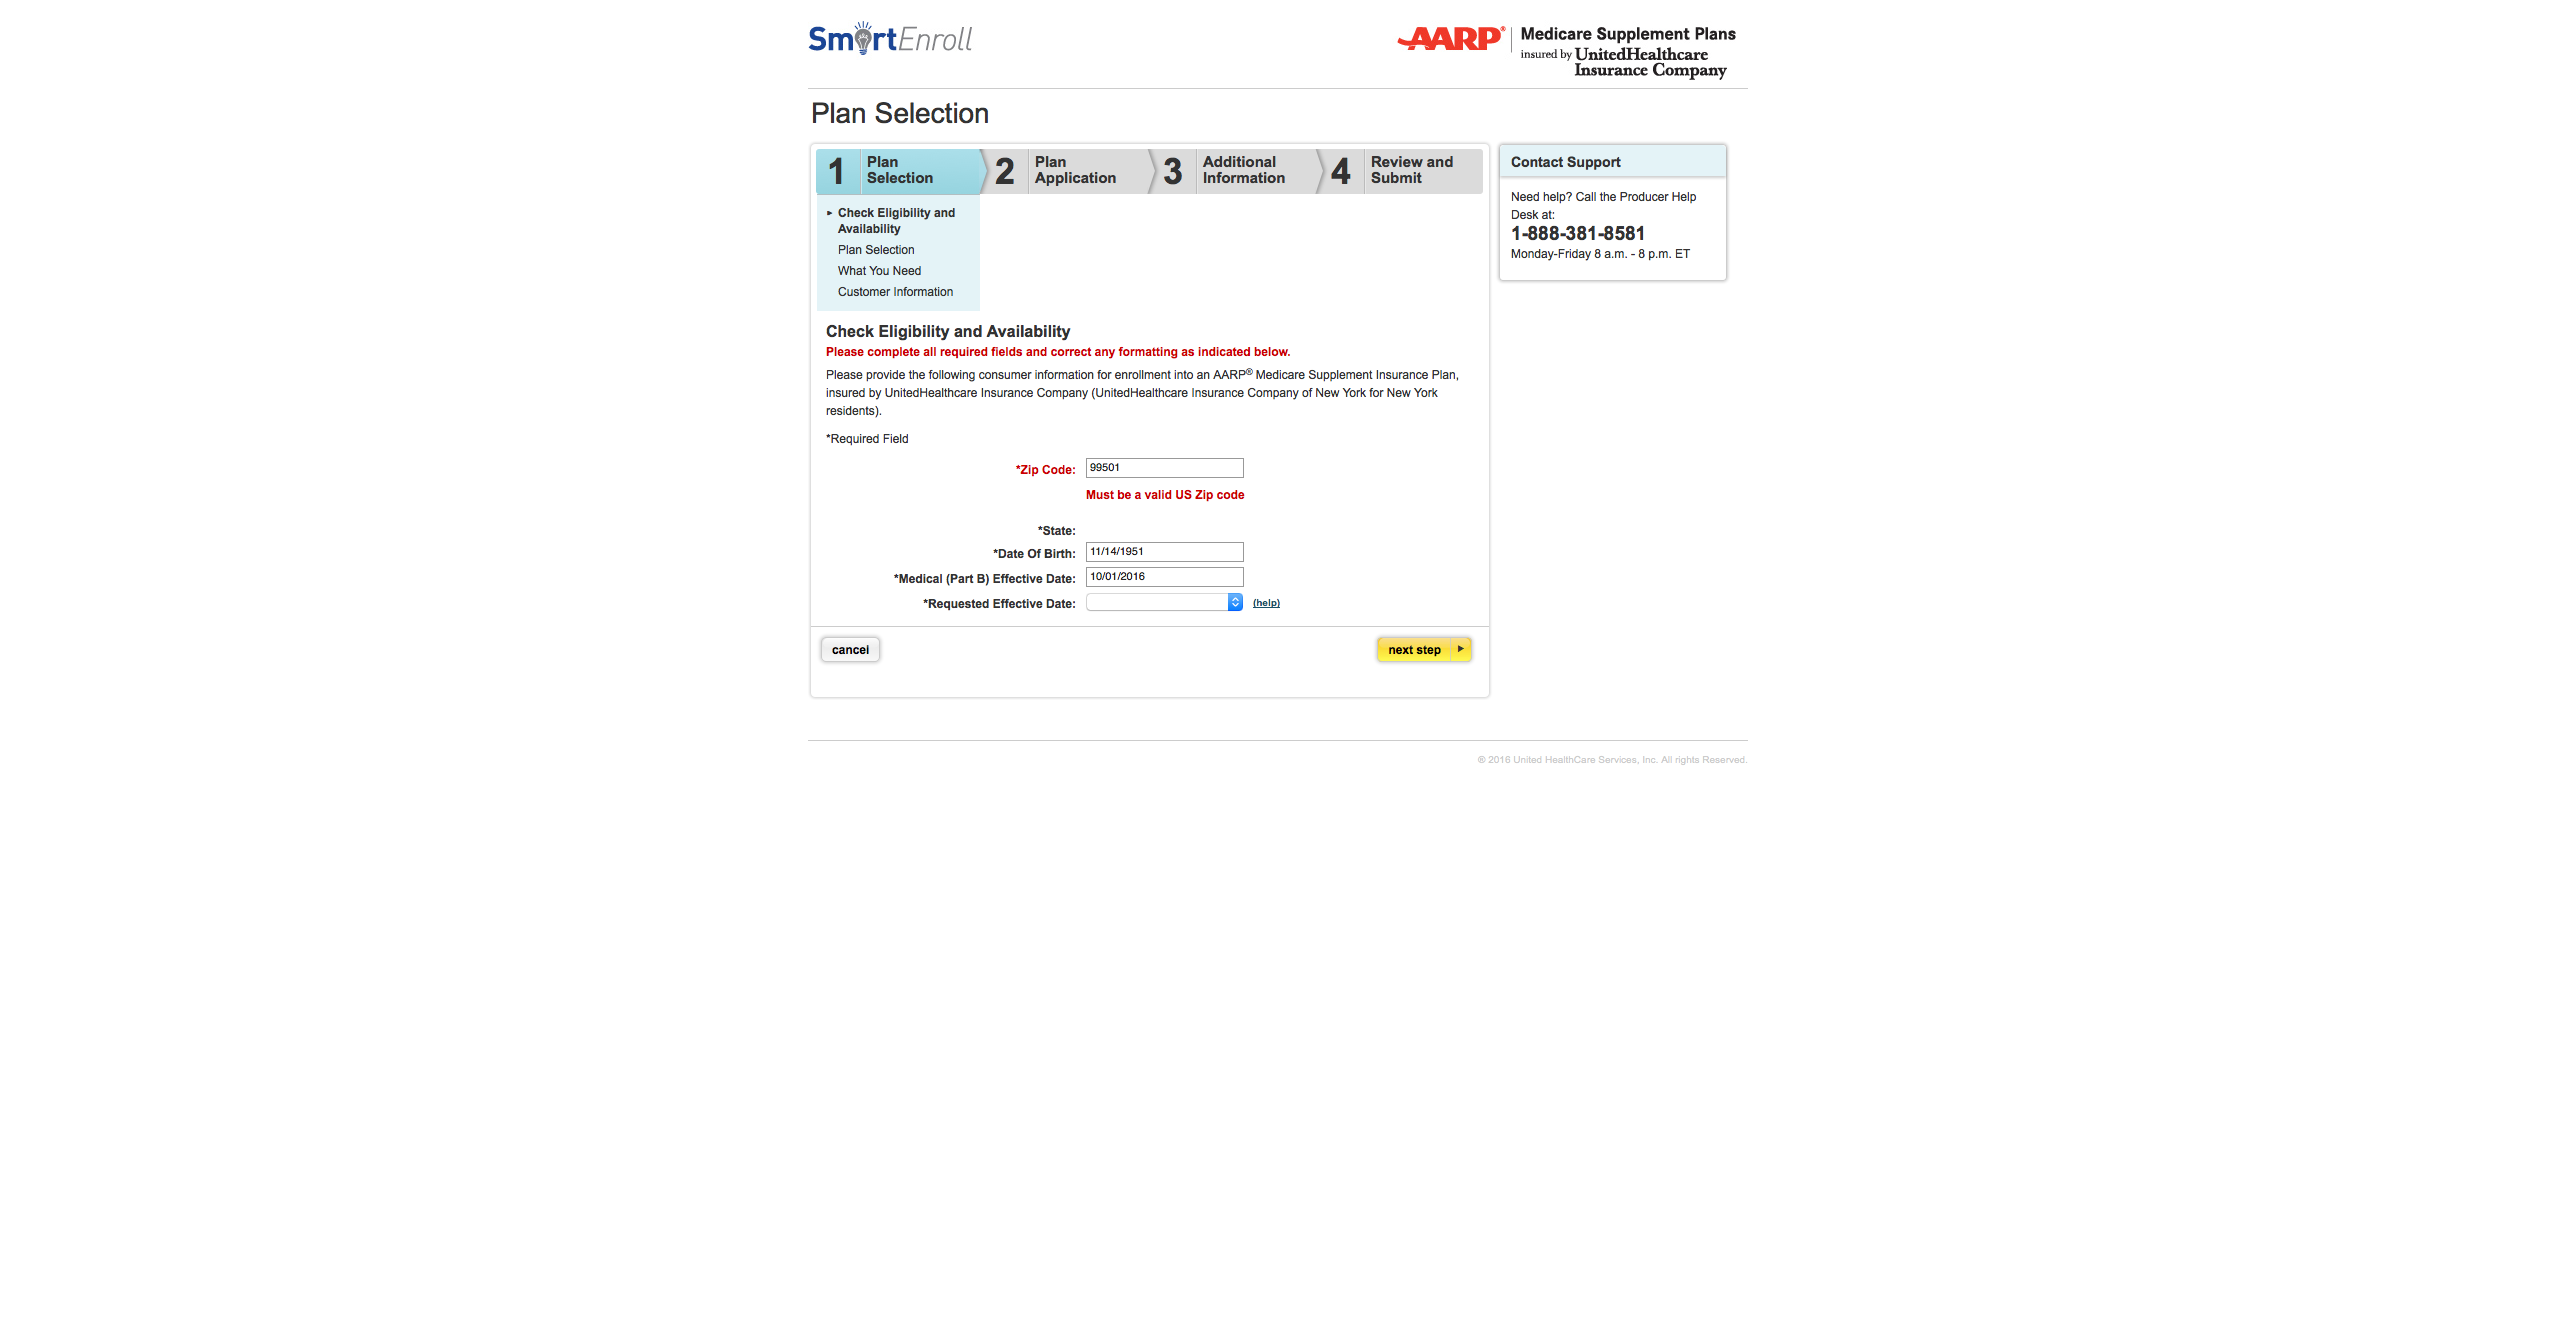 SmartEnroll
AARP® Medicare Supplement Plans
insured by UnitedHealthcare
Insurance Company
Plan Selection
1 Plan Selection
2 Plan Application
3 Additional Information
4 Review and Submit
Check Eligibility and
Availability
Plan Selection
What You Need
Customer Information
Contact Support
Need help? Call the Producer Help
Desk at:
1-888-381-8581
Monday-Friday 8 a.m. - 8 p.m. ET
Check Eligibility and Availability
Please complete all required fields and correct any formatting as indicated below.
Please provide the following consumer information for enrollment into an AARP® Medicare Supplement Insurance Plan,
insured by UnitedHealthcare Insurance Company (UnitedHealthcare Insurance Company of New York for New York
residents).
*Required Field
*Zip Code: 99501
Must be a valid US Zip code
*State:
*Date Of Birth: 11/14/1951
*Medical (Part B) Effective Date: 10/01/2016
*Requested Effective Date: (help)
cancel
next step
© 2016 United HealthCare Services, Inc. All rights Reserved.